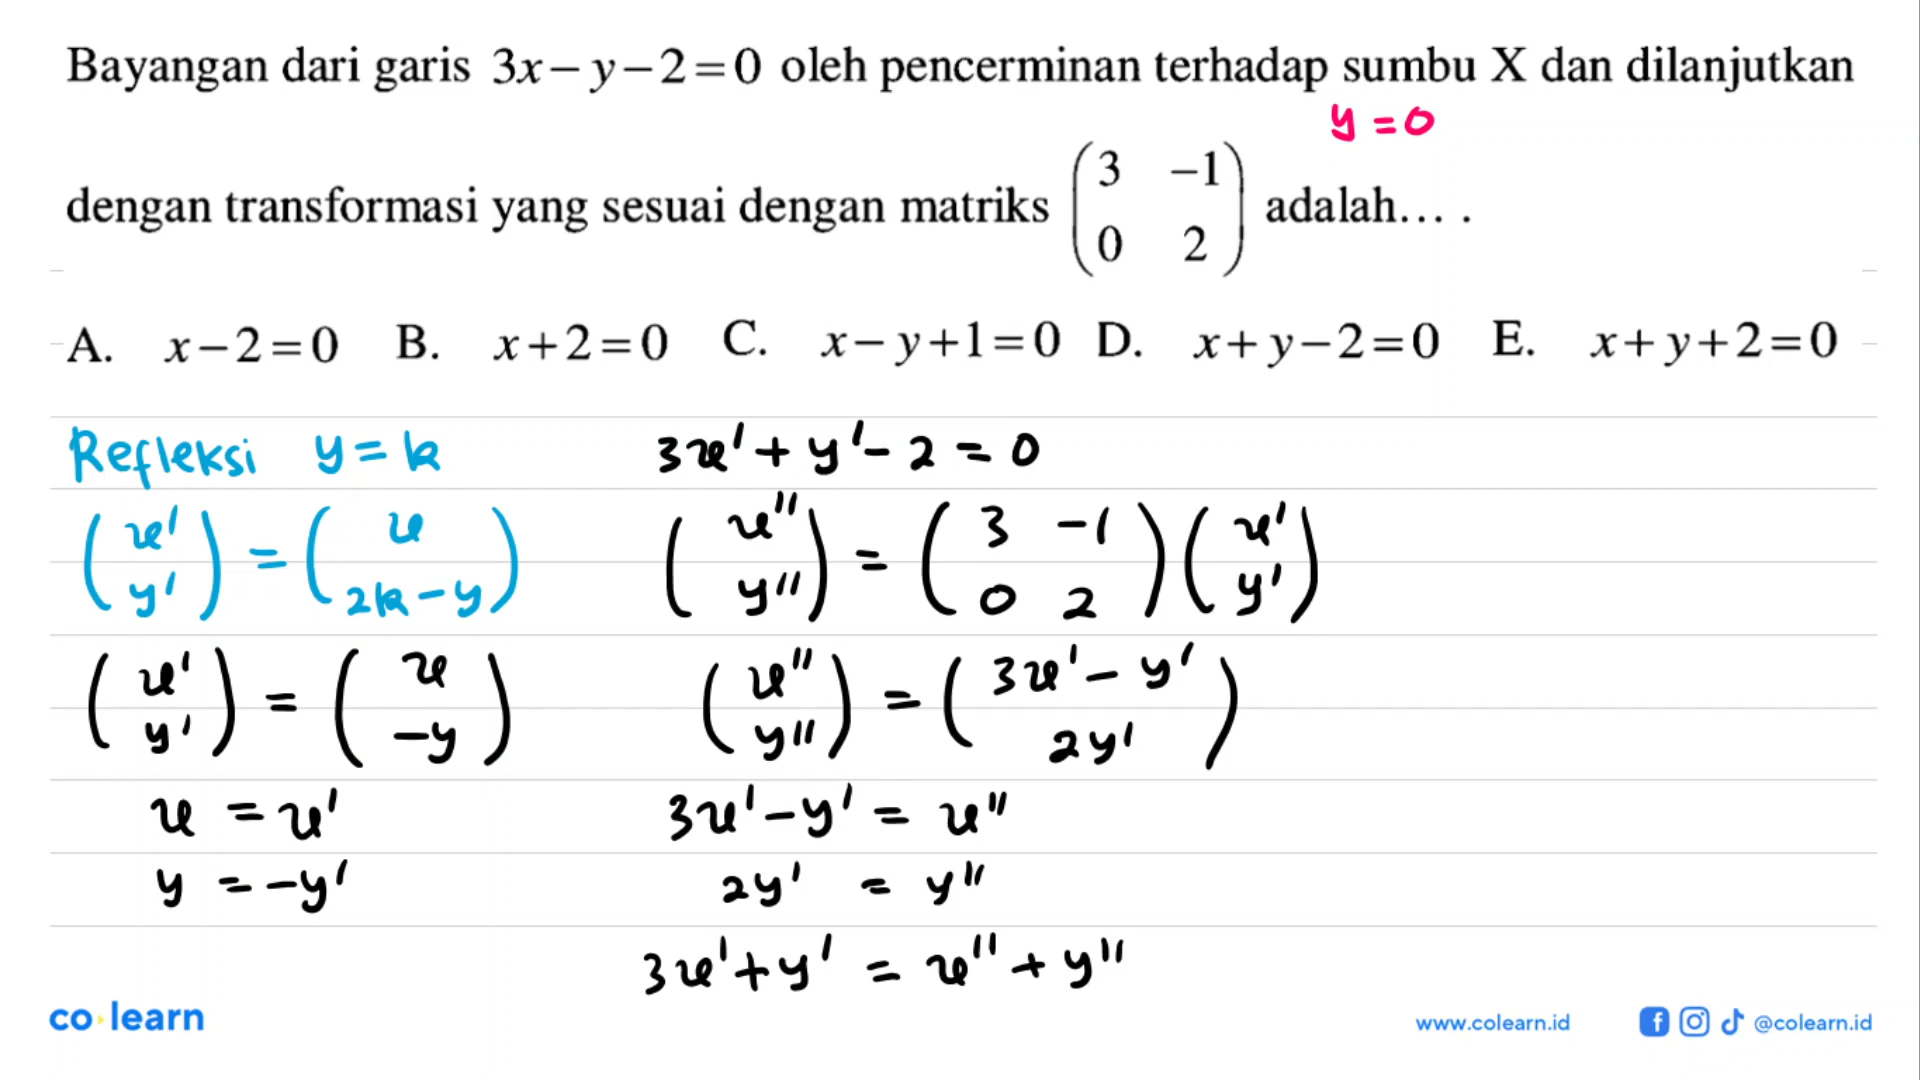 Bayangan dari garis 3x−y−2=0 oleh pencerminan terhadap sumbu X dan dilanjutkan
y=0
dengan transformasi yang sesuai dengan matriks (3 −1; 0 2) adalah... .
A. x−2=0 B. x+2=0 C. x−y+1=0 D. x+y−2=0 E. x+y+2=0
Refleksi y=k
(x' y') = (x 2k−y)
(x' y') = (x −y)
x = x'
y = −y'
3x'+y'−2=0
(x'' y'') = (3 −1; 0 2)(x' y')
(x'' y'') = (3x'−y' 2y')
3x'−y' = x''
2y' = y''
3x'+y' = x''+y''
co learn
www.colearn.id
@colearn.id